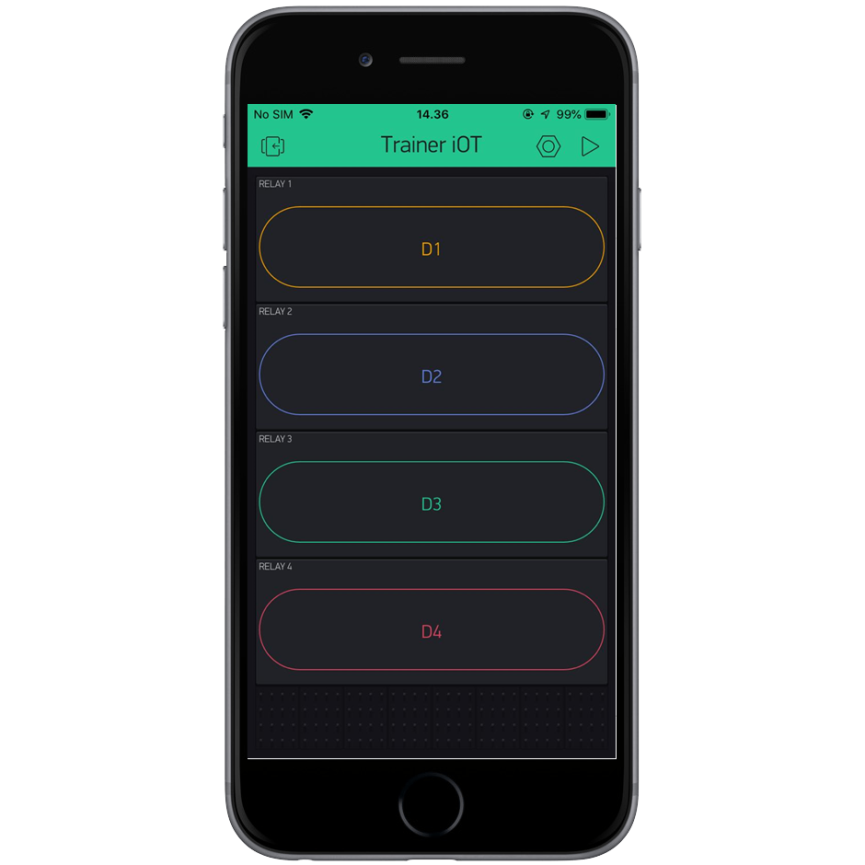 No SIM 14.36 99%
Trainer iOT
RELAY 1
D1
RELAY 2
D2
RELAY 3
D3
RELAY 4
D4